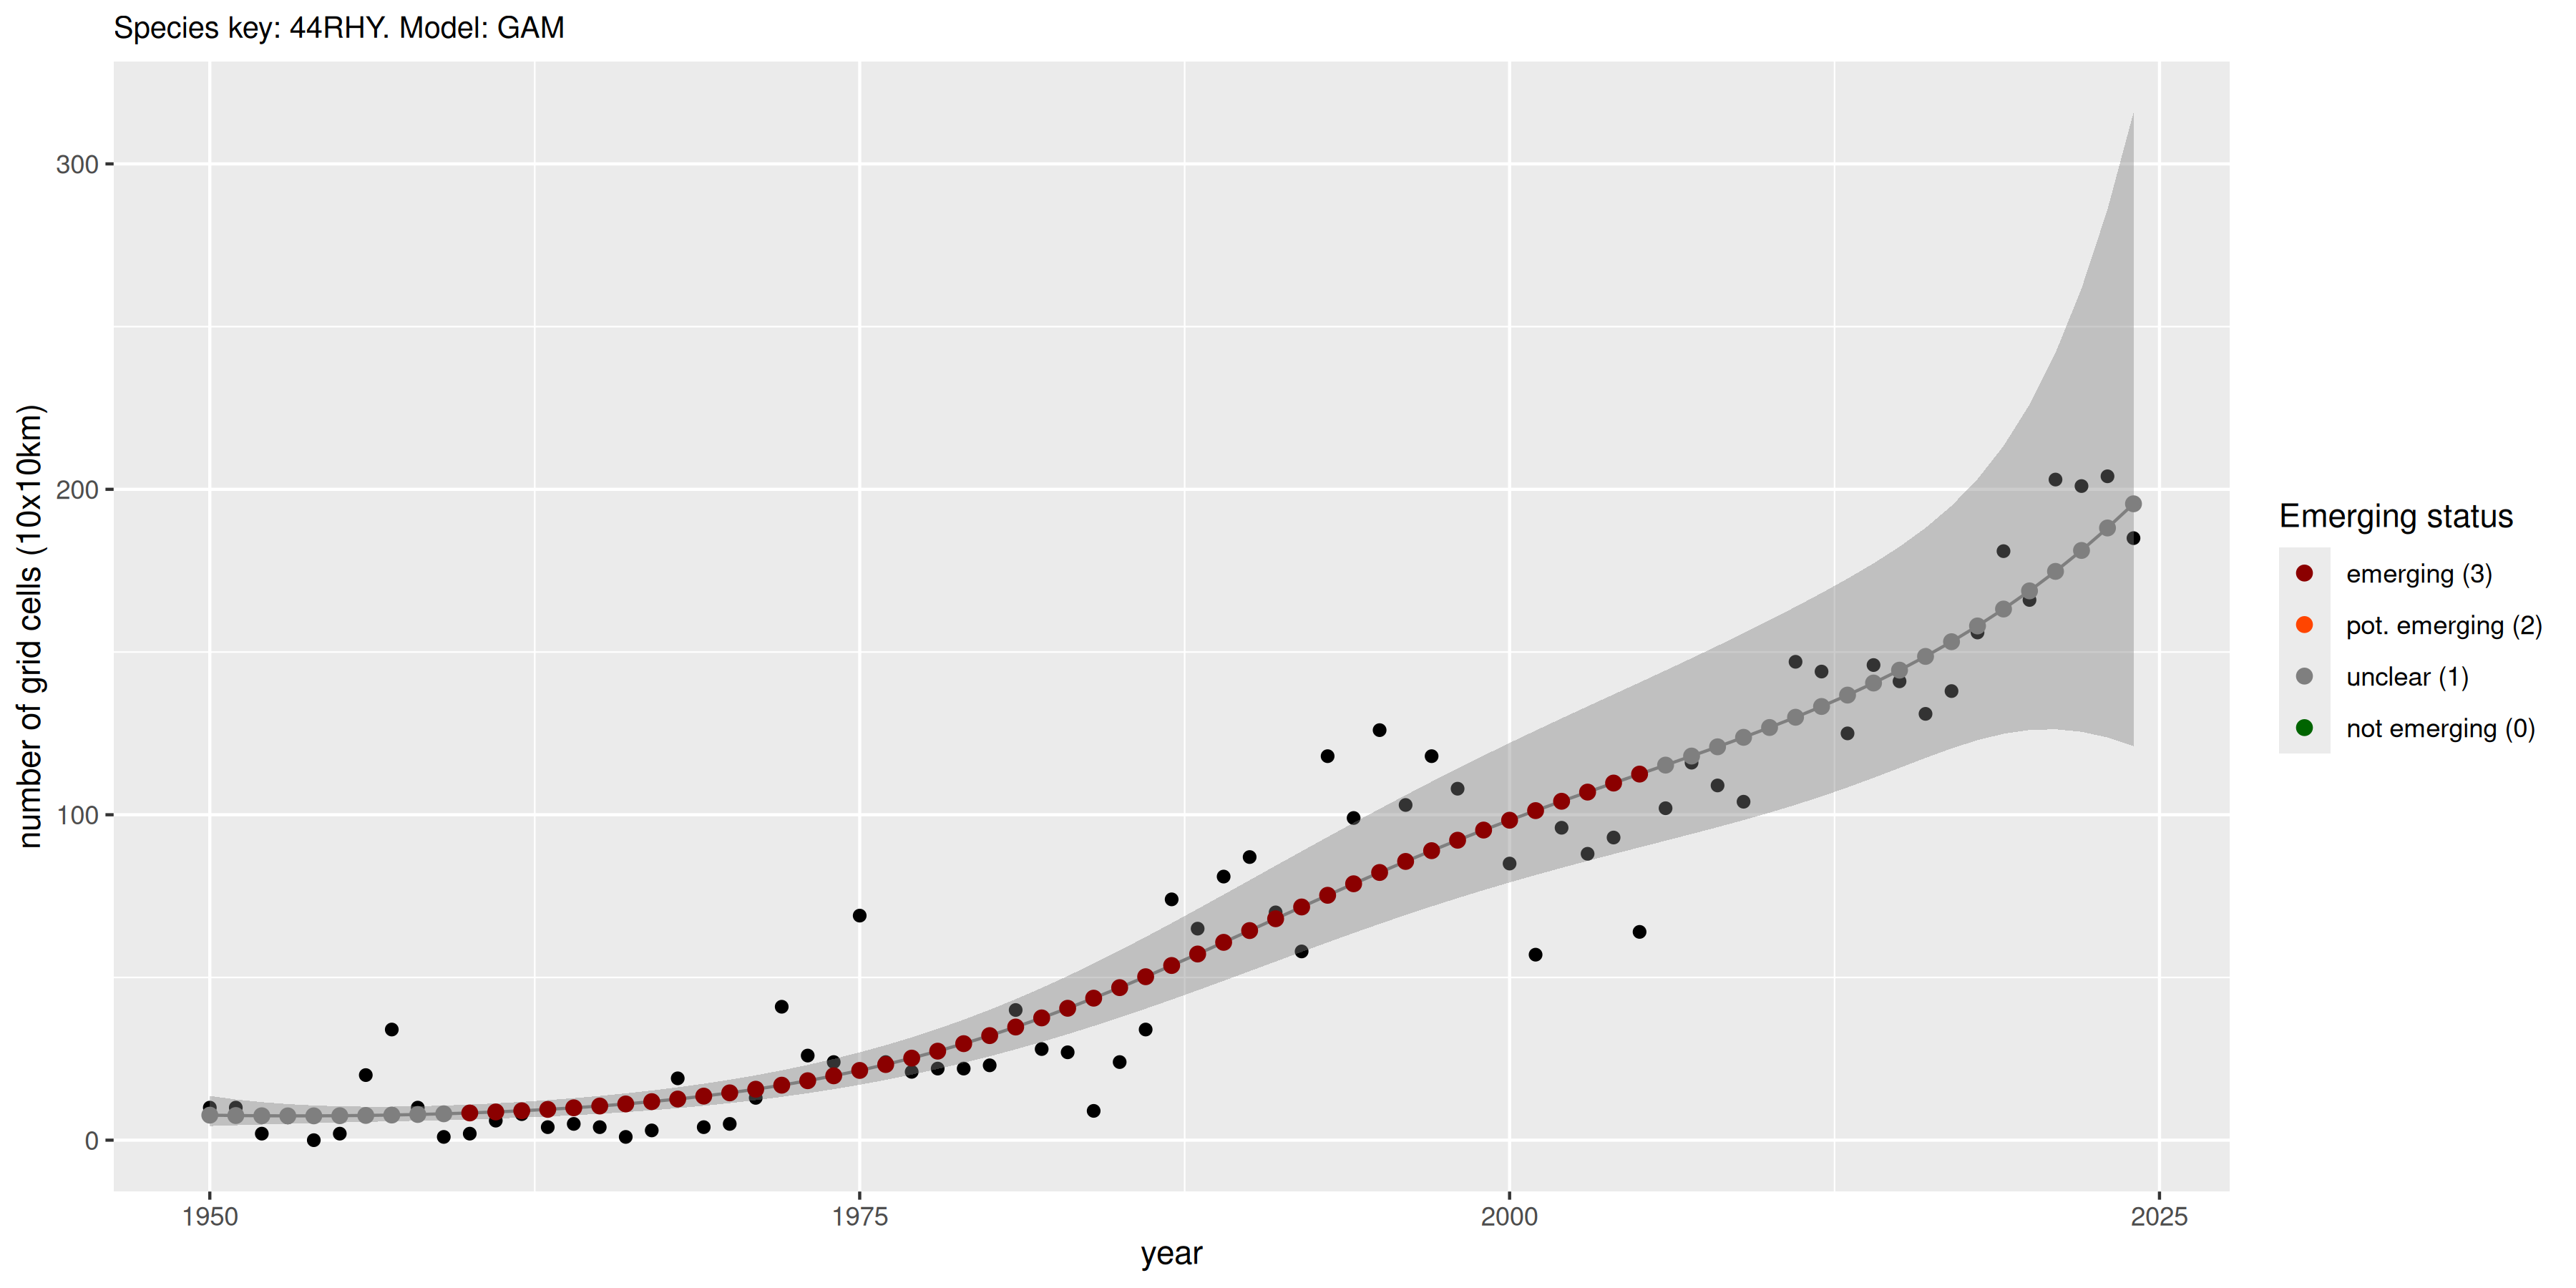 Species key: 44RHY. Model: GAM
300
200
100
0
number of grid cells (10x10km)
1950
1975
2000
2025
year
Emerging status
emerging (3)
pot. emerging (2)
unclear (1)
not emerging (0)